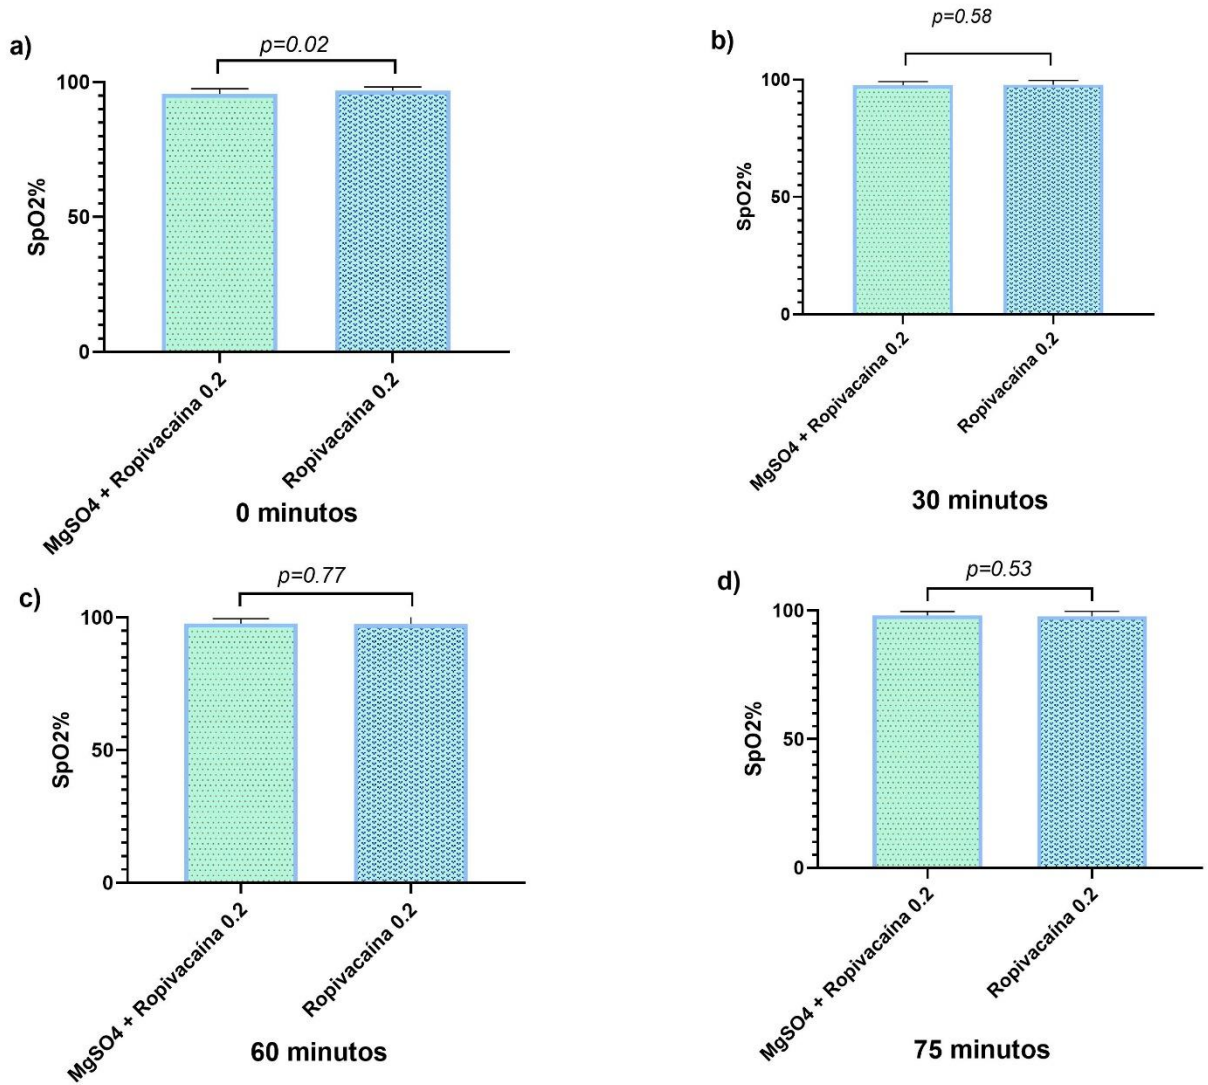 a)
p=0.02
100
50
0
SpO2%
MgSO4 + Ropivacaína 0.2
Ropivacaína 0.2
0 minutos
b)
p=0.58
100
50
0
SpO2%
MgSO4 + Ropivacaína 0.2
Ropivacaína 0.2
30 minutos
c)
p=0.77
100
50
0
SpO2%
MgSO4 + Ropivacaína 0.2
Ropivacaína 0.2
60 minutos
d)
p=0.53
100
50
0
SpO2%
MgSO4 + Ropivacaína 0.2
Ropivacaína 0.2
75 minutos